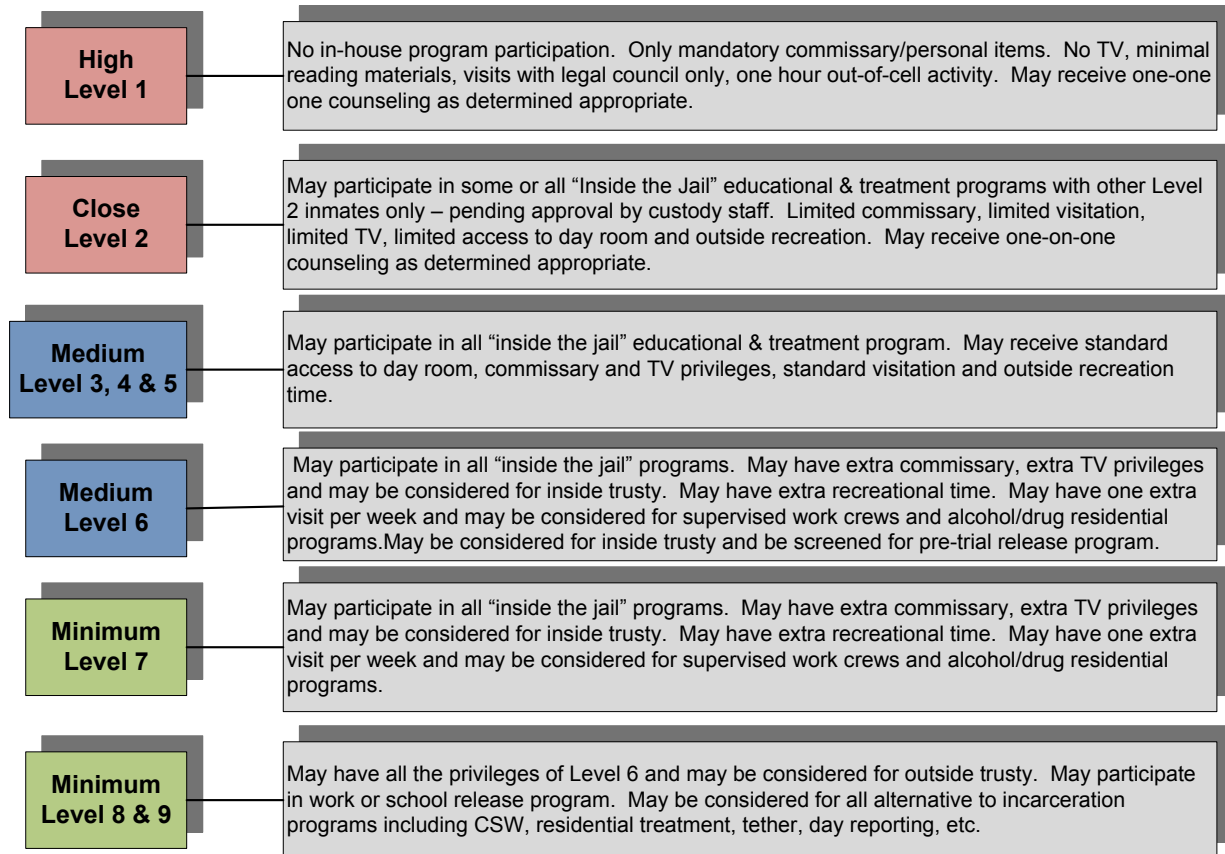 High
Level 1
No in-house program participation.  Only mandatory commissary/personal items.  No TV, minimal
reading materials, visits with legal council only, one hour out-of-cell activity.  May receive one-one
one counseling as determined appropriate.
Close
Level 2
May participate in some or all “Inside the Jail” educational & treatment programs with other Level
2 inmates only – pending approval by custody staff.  Limited commissary, limited visitation,
limited TV, limited access to day room and outside recreation.  May receive one-on-one
counseling as determined appropriate.
Medium
Level 3, 4 & 5
May participate in all “inside the jail” educational & treatment program.  May receive standard
access to day room, commissary and TV privileges, standard visitation and outside recreation
time.
Medium
Level 6
May participate in all “inside the jail” programs.  May have extra commissary, extra TV privileges
and may be considered for inside trusty.  May have extra recreational time.  May have one extra
visit per week and may be considered for supervised work crews and alcohol/drug residential
programs.May be considered for inside trusty and be screened for pre-trial release program.
Minimum
Level 7
May participate in all “inside the jail” programs.  May have extra commissary, extra TV privileges
and may be considered for inside trusty.  May have extra recreational time.  May have one extra
visit per week and may be considered for supervised work crews and alcohol/drug residential
programs.
Minimum
Level 8 & 9
May have all the privileges of Level 6 and may be considered for outside trusty.  May participate
in work or school release program.  May be considered for all alternative to incarceration
programs including CSW, residential treatment, tether, day reporting, etc.